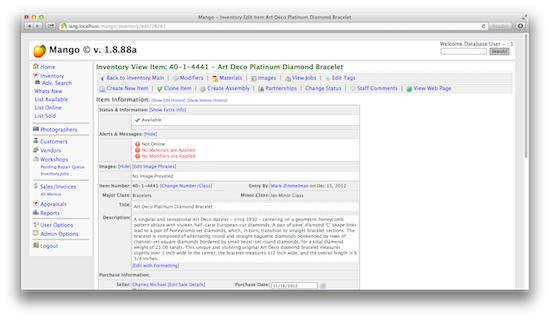 Mango – Inventory Edit Item Art Deco Platinum Diamond Bracelet
lang.localhost/mango/inventory/edit/26261
Reader
Mango © v. 1.8.88a
Welcome Database User - ::1
Search!
Home
Inventory
Adv. Search
Whats New
List Available
List Online
List Sold
Photographers
Customers
Vendors
Workshops
Pending Repair Queue
Inventory Jobs
Sales/Invoices
All Memos
Appraisals
Reports
User Options
Admin Options
Logout
Inventory View Item: 40-1-4441 - Art Deco Platinum Diamond Bracelet
Back to Inventory Main | Modifiers | Materials | Images | View Jobs | Edit Tags
Create New Item | Clone Item | Create Assembly | Partnerships | Change Status | Staff Comments | View Web Page
Item Information: [Show Edit History] [Show Invoice History]
Status & Information: [Show Extra Info]
Available
Alerts & Messages: [Hide]
Not Online
No Materials are Applied
No Modifiers are Applied
Images: [Hide] [Edit Image Phrases]
No Image Provided
Item Number: 40-1-4441 [Change Number/Class] Entry By: Mark Zimmelman on Dec 11, 2012
Major Class: Bracelets Minor Class: No Minor Class
Title: Art Deco Platinum Diamond Bracelet
Description: A singular and sensational Art Deco dazzler - circa 1930 - centering on a geometric honeycomb
pattern ablaze with sixteen half-carat European-cut diamonds. A pair of pave' diamond 'C' shape links
lead to a pair of honeycomb-set diamonds, which, in turn, transition to straight bracelet sections. The
bracelet is composed of alternating round and straight baguette diamonds bookended by rows of
channel-set square diamonds bordered by small bezel-set round diamonds, for a total diamond
weight of 21.00 carats. This unique and stunning original Art Deco diamond bracelet measures
slightly over 1 inch wide in the center; the bracelet measures 1/2 inch wide, and the overall length is 6
3/4 inches.
[Edit with Formatting]
Purchase Information:
Seller: Charles Michael [Edit Sale Details] Purchase Date: 11/16/2012